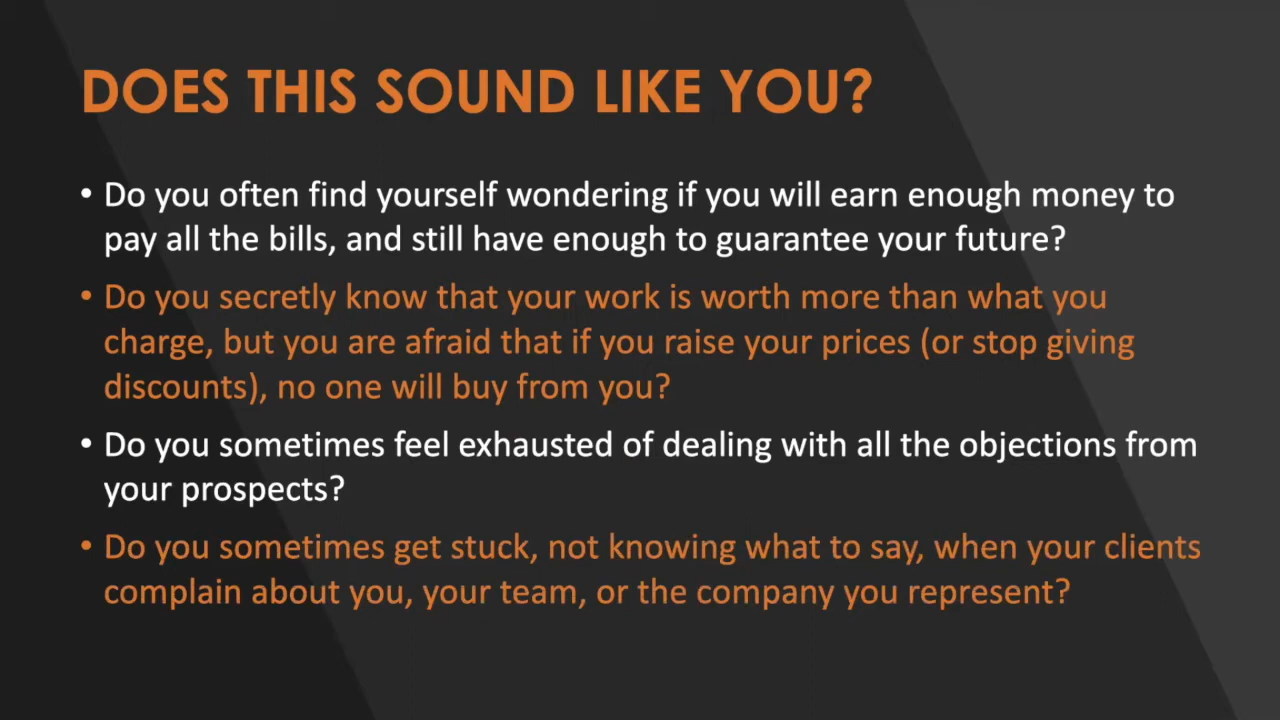 DOES THIS SOUND LIKE YOU?
• Do you often find yourself wondering if you will earn enough money to
pay all the bills, and still have enough to guarantee your future?
• Do you secretly know that your work is worth more than what you
charge, but you are afraid that if you raise your prices (or stop giving
discounts), no one will buy from you?
• Do you sometimes feel exhausted of dealing with all the objections from
your prospects?
• Do you sometimes get stuck, not knowing what to say, when your clients
complain about you, your team, or the company you represent?